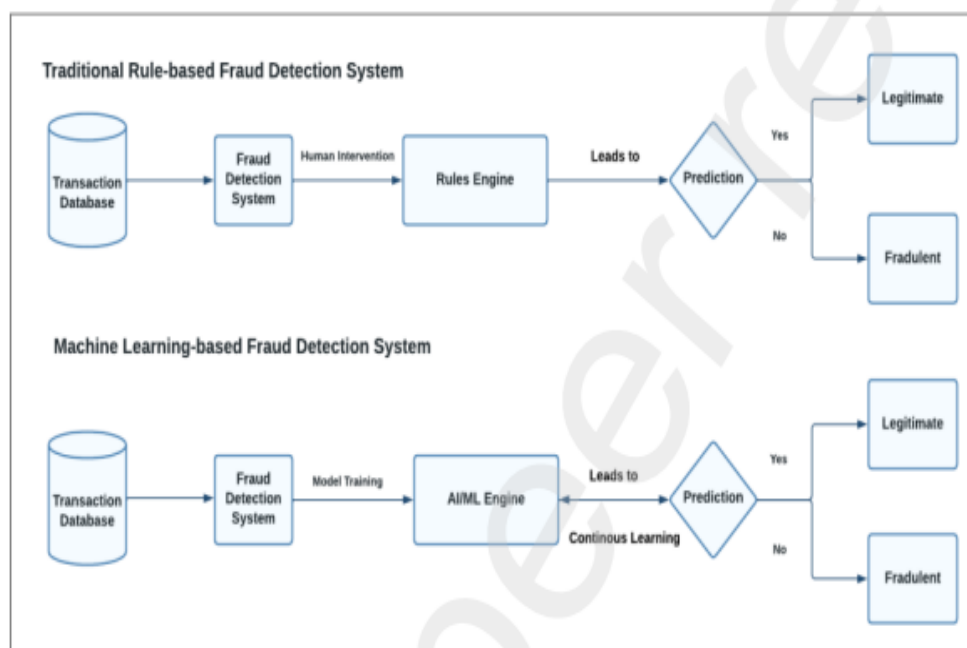 Traditional Rule-based Fraud Detection System
Transaction
Database
Fraud
Detection
System
Human Intervention
Rules Engine
Leads to
Prediction
Yes
No
Legitimate
Fradulent
Machine Learning-based Fraud Detection System
Transaction
Database
Fraud
Detection
System
Model Training
AI/ML Engine
Leads to
Continous Learning
Prediction
Yes
No
Legitimate
Fradulent
peer re